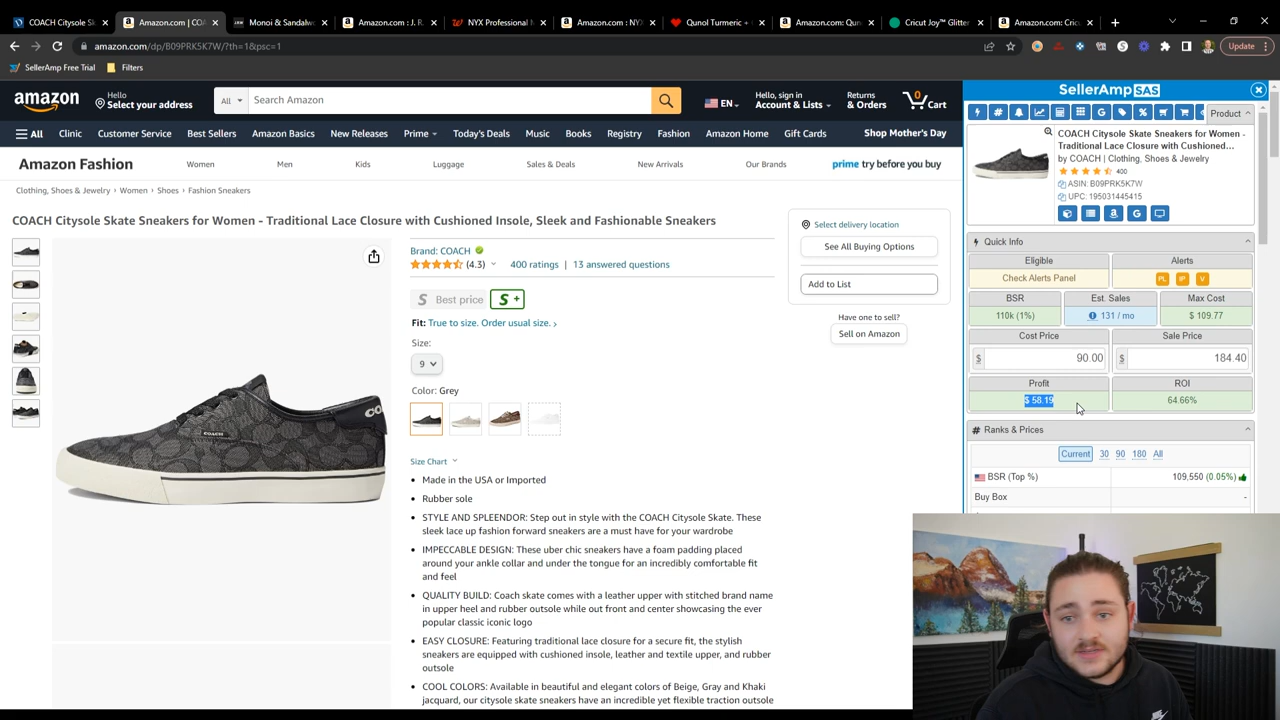 COACH Citysole Skate Sneakers
Amazon.com | COA
Monoi & Sandalw
Amazon.com : J. R
NYX Professional M
Amazon.com : NYX
Qunol Turmeric +
Amazon.com: Qun
Cricut Joy™ Glitter
Amazon.com: Cric
amazon.com/dp/B09PRK5K7W/?th=1&psc=1
Update
SellerAmp Free Trial
Filters
amazon
Hello
Select your address
All
Search Amazon
EN
Hello, sign in
Account & Lists
Returns
& Orders
0
Cart
All
Clinic
Customer Service
Best Sellers
Amazon Basics
New Releases
Prime
Today's Deals
Music
Books
Registry
Fashion
Amazon Home
Gift Cards
Shop Mother's Day
Amazon Fashion
Women
Men
Kids
Luggage
Sales & Deals
New Arrivals
Our Brands
prime try before you buy
Clothing, Shoes & Jewelry › Women › Shoes › Fashion Sneakers
COACH Citysole Skate Sneakers for Women - Traditional Lace Closure with Cushioned Insole, Sleek and Fashionable Sneakers
Brand: COACH
(4.3)
400 ratings | 13 answered questions
S Best price
S +
Fit: True to size. Order usual size. ›
Size:
9
Color: Grey
Size Chart
• Made in the USA or Imported
• Rubber sole
• STYLE AND SPLENDOR: Step out in style with the COACH Citysole Skate. These
sleek lace up fashion forward sneakers are a must have for your wardrobe
• IMPECCABLE DESIGN: These uber chic sneakers have a foam padding placed
around your ankle collar and under the tongue for an incredibly comfortable fit
and feel
• QUALITY BUILD: Coach skate comes with a leather upper with stitched brand name
in upper heel and rubber outsole while out front and center showcasing the ever
popular classic iconic logo
• EASY CLOSURE: Featuring traditional lace closure for a secure fit, the stylish
sneakers are equipped with cushioned insole, leather and textile upper, and rubber
outsole
• COOL COLORS: Available in beautiful and elegant colors of Beige, Gray and Khaki
jacquard, our citysole skate sneakers have an incredible yet flexible traction outsole
COACH
Select delivery location
See All Buying Options
Add to List
Have one to sell?
Sell on Amazon
SellerAmp SAS
Product
COACH Citysole Skate Sneakers for Women -
Traditional Lace Closure with Cushioned...
by COACH | Clothing, Shoes & Jewelry
400
ASIN: B09PRK5K7W
UPC: 195031445415
Quick Info
Eligible
Alerts
Check Alerts Panel
PL
IP
V
BSR
Est. Sales
Max Cost
110k (1%)
131 / mo
$ 109.77
Cost Price
Sale Price
$ 90.00
$ 184.40
Profit
ROI
$ 58.19
64.66%
# Ranks & Prices
Current
30
90
180
All
BSR (Top %)
109,550 (0.05%)
Buy Box
-